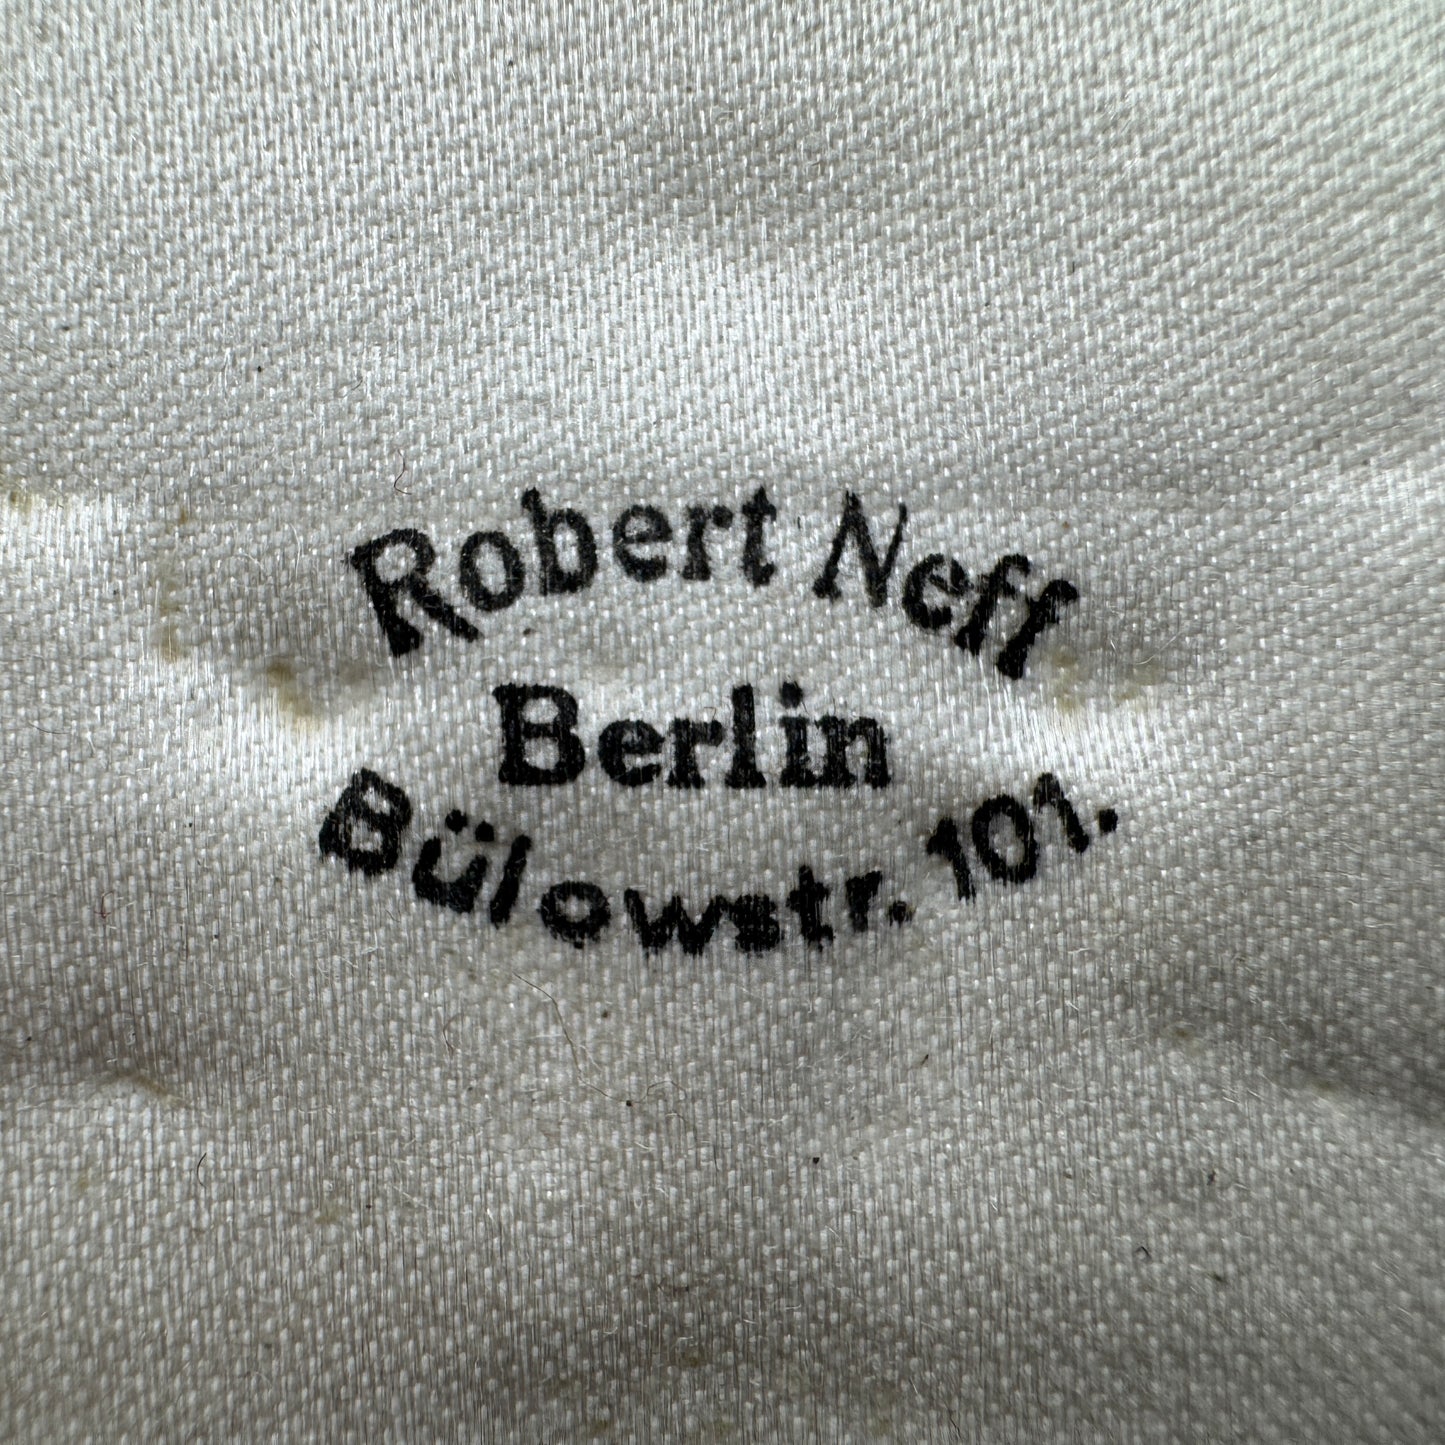 Robert Neff
Berlin
Bülowstr. 101.